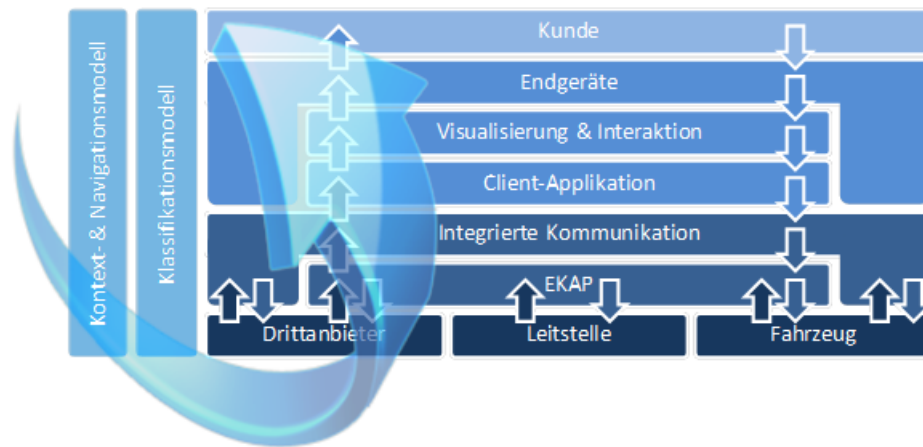 Kontext- & Navigationsmodell
Klassifikationsmodell
Kunde
Endgeräte
Visualisierung & Interaktion
Client-Applikation
Integrierte Kommunikation
EKAP
Drittanbieter
Leitstelle
Fahrzeug